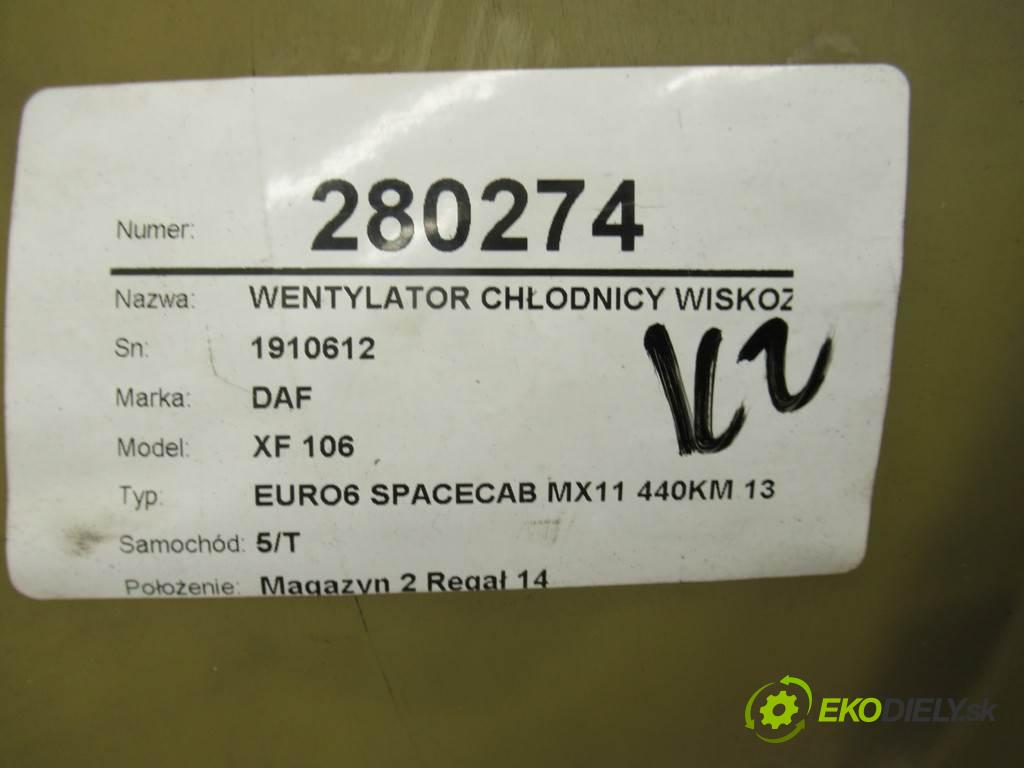 Numer: 280274
Nazwa: WENTYLATOR CHŁODNICY WISKOZ
Sn: 1910612
Marka: DAF
Model: XF 106
Typ: EURO6 SPACECAB MX11 440KM 13
Samochód: 5/T
Położenie: Magazyn 2 Regał 14
EKODIELY.sk